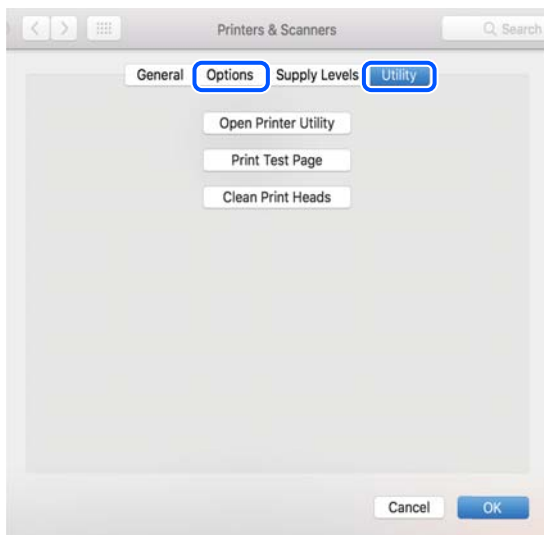 Printers & Scanners Search
General Options Supply Levels Utility
Open Printer Utility
Print Test Page
Clean Print Heads
Cancel OK